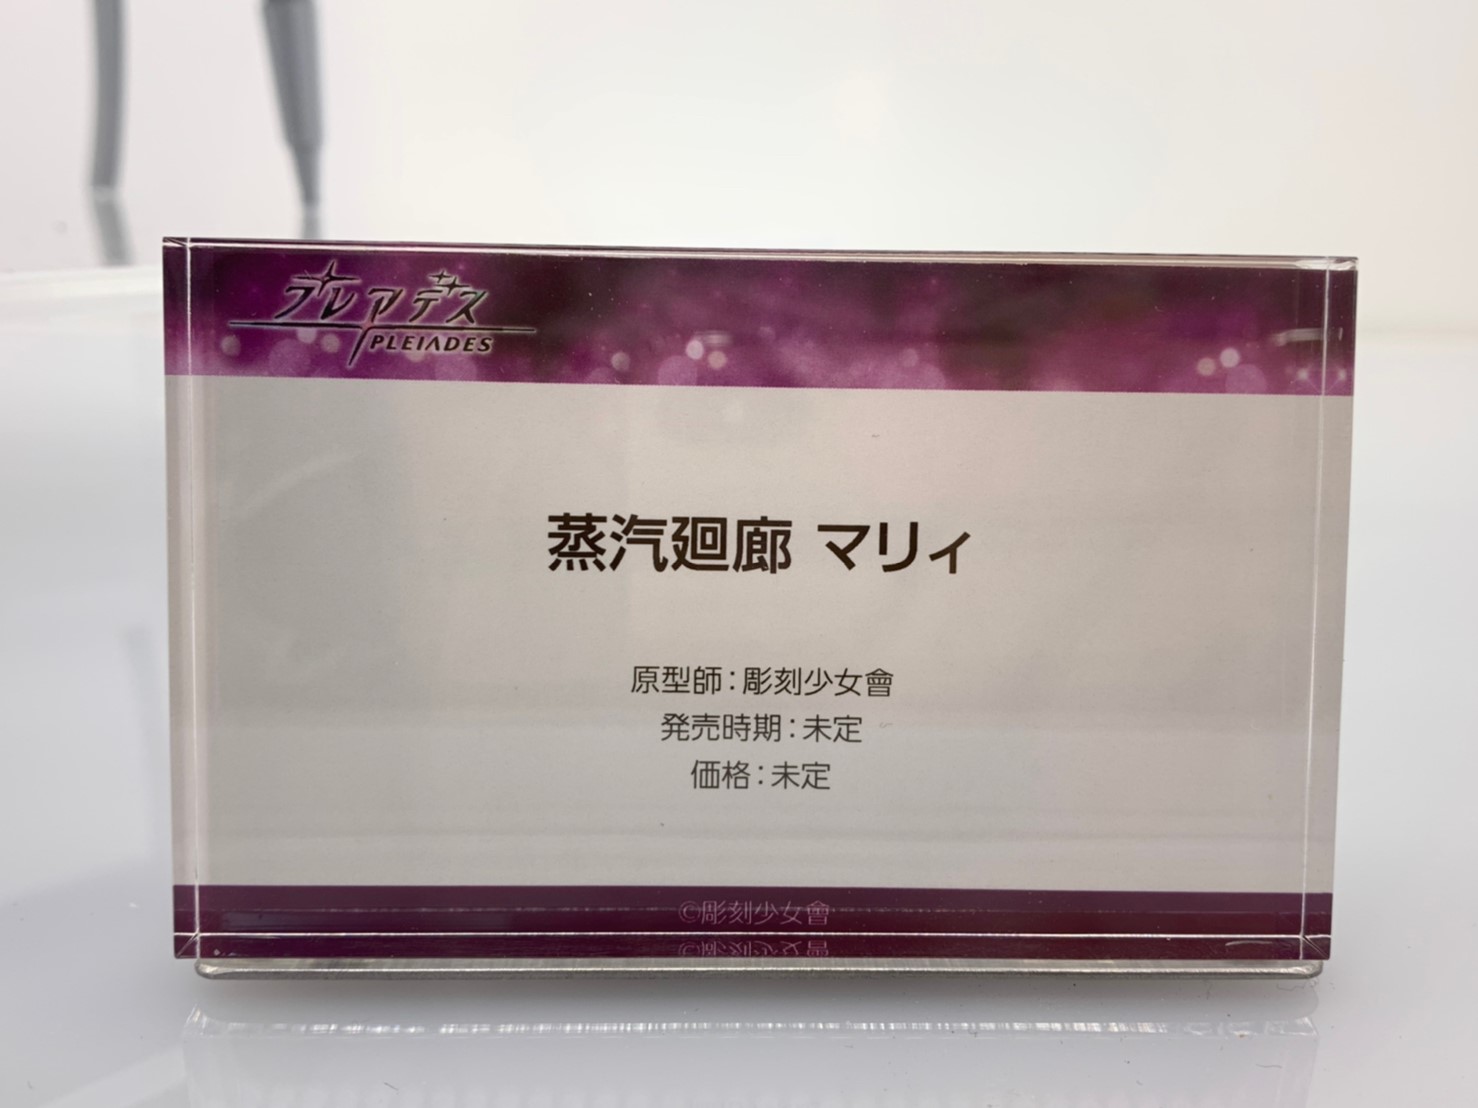 プレアデス
PLEIADES
蒸汽廻廊 マリィ
原型師：彫刻少女會
発売時期：未定
価格：未定
©彫刻少女會